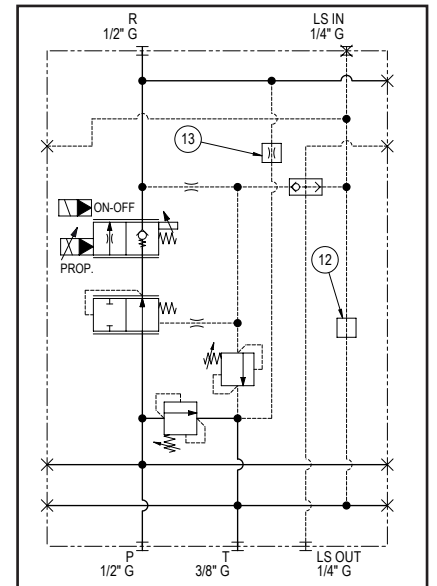 R
1/2" G
LS IN
1/4" G
13
ON-OFF
PROP.
12
P
1/2" G
T
3/8" G
LS OUT
1/4" G